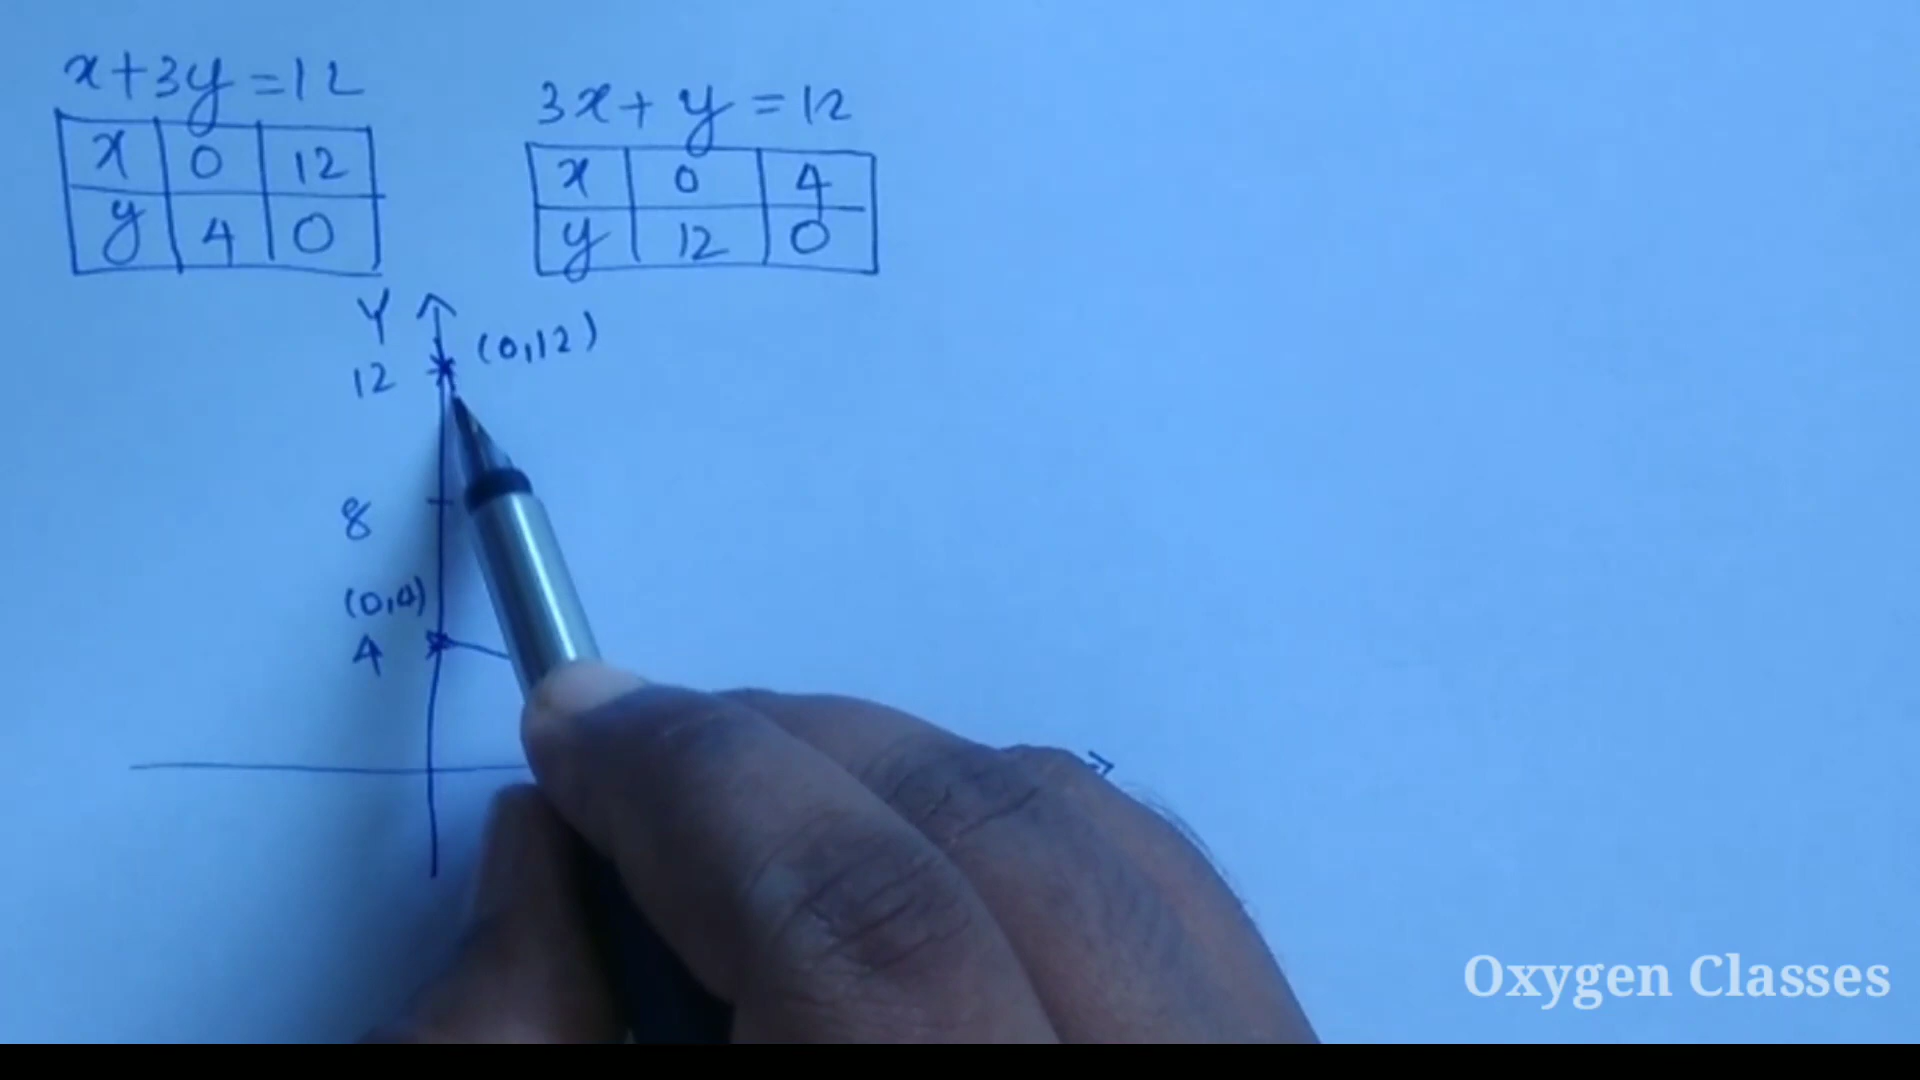 x+3y=12
x 0 12
y 4 0
3x+y=12
x 0 4
y 12 0
Y
(0,12)
12
8
(0,4)
4
Oxygen Classes